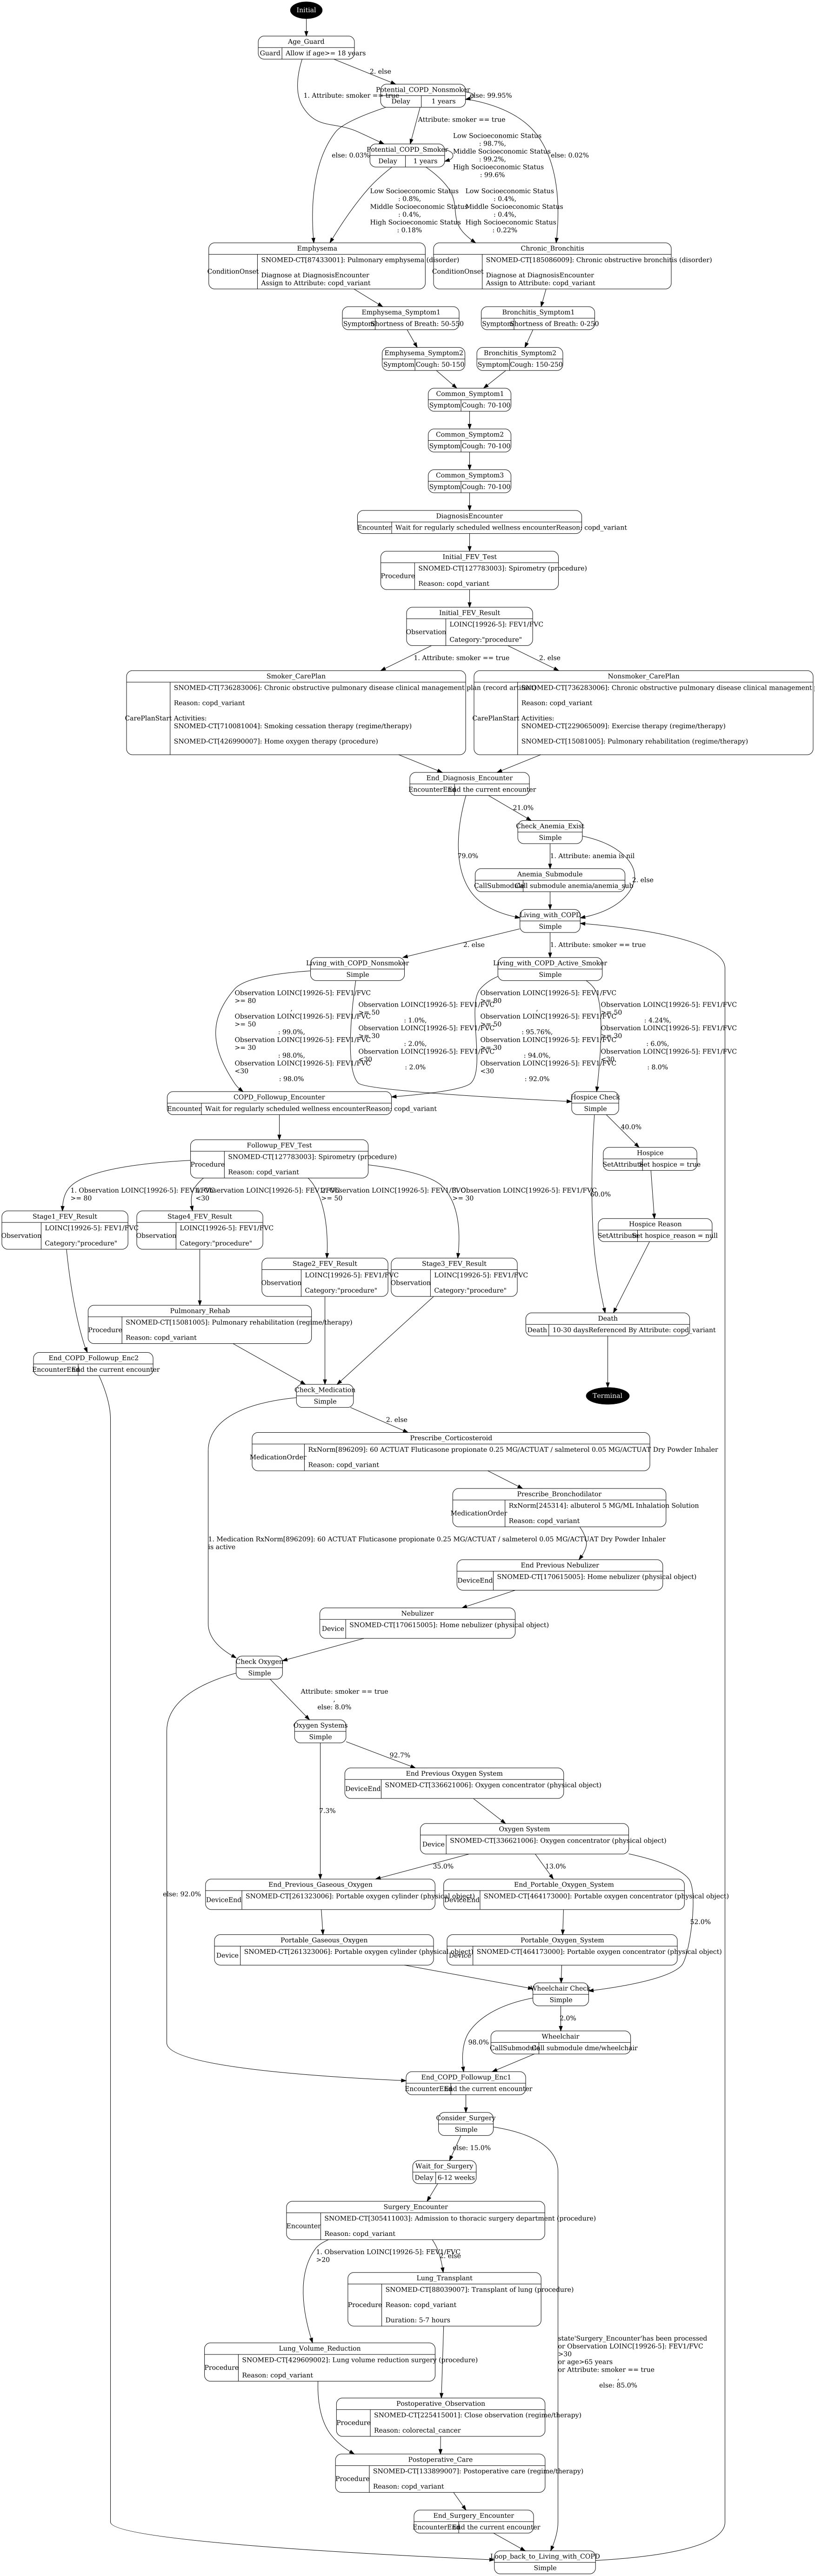 Initial
Age_Guard
Guard
Allow if age>= 18 years
2. else
1. Attribute: smoker == true
Potential_COPD_Nonsmoker
Delay
1 years
else: 99.95%
Attribute: smoker == true
else: 0.03%
else: 0.02%
Potential_COPD_Smoker
Delay
1 years
Low Socioeconomic Status
: 98.7%,
Middle Socioeconomic Status
: 99.2%,
High Socioeconomic Status
: 99.6%
Low Socioeconomic Status
: 0.8%,
Middle Socioeconomic Status
: 0.4%,
High Socioeconomic Status
: 0.18%
Low Socioeconomic Status
: 0.4%,
Middle Socioeconomic Status
: 0.4%,
High Socioeconomic Status
: 0.22%
Emphysema
ConditionOnset
SNOMED-CT[87433001]: Pulmonary emphysema (disorder)
Diagnose at DiagnosisEncounter
Assign to Attribute: copd_variant
Chronic_Bronchitis
ConditionOnset
SNOMED-CT[185086009]: Chronic obstructive bronchitis (disorder)
Diagnose at DiagnosisEncounter
Assign to Attribute: copd_variant
Emphysema_Symptom1
Symptom
Shortness of Breath: 50-550
Bronchitis_Symptom1
Symptom
Shortness of Breath: 0-250
Emphysema_Symptom2
Symptom
Cough: 50-150
Bronchitis_Symptom2
Symptom
Cough: 150-250
Common_Symptom1
Symptom
Cough: 70-100
Common_Symptom2
Symptom
Cough: 70-100
Common_Symptom3
Symptom
Cough: 70-100
DiagnosisEncounter
Encounter
Wait for regularly scheduled wellness encounterReason: copd_variant
Initial_FEV_Test
Procedure
SNOMED-CT[127783003]: Spirometry (procedure)
Reason: copd_variant
Initial_FEV_Result
Observation
LOINC[19926-5]: FEV1/FVC
Category:"procedure"
1. Attribute: smoker == true
2. else
Smoker_CarePlan
CarePlanStart
SNOMED-CT[736283006]: Chronic obstructive pulmonary disease clinical management plan (record artifact)
Reason: copd_variant
Activities:
SNOMED-CT[710081004]: Smoking cessation therapy (regime/therapy)
SNOMED-CT[426990007]: Home oxygen therapy (procedure)
Nonsmoker_CarePlan
CarePlanStart
SNOMED-CT[736283006]: Chronic obstructive pulmonary disease clinical management
Reason: copd_variant
Activities:
SNOMED-CT[229065009]: Exercise therapy (regime/therapy)
SNOMED-CT[15081005]: Pulmonary rehabilitation (regime/therapy)
End_Diagnosis_Encounter
EncounterEnd
End the current encounter
21.0%
79.0%
Check_Anemia_Exist
Simple
1. Attribute: anemia is nil
2. else
Anemia_Submodule
CallSubmodule
Call submodule anemia/anemia_sub
Living_with_COPD
Simple
2. else
1. Attribute: smoker == true
Living_with_COPD_Nonsmoker
Simple
Living_with_COPD_Active_Smoker
Simple
Observation LOINC[19926-5]: FEV1/FVC
>= 80
,
Observation LOINC[19926-5]: FEV1/FVC
>= 50
: 99.0%,
Observation LOINC[19926-5]: FEV1/FVC
>= 30
: 98.0%,
Observation LOINC[19926-5]: FEV1/FVC
<30
: 98.0%
Observation LOINC[19926-5]: FEV1/FVC
>= 50
: 1.0%,
Observation LOINC[19926-5]: FEV1/FVC
>= 30
: 2.0%,
Observation LOINC[19926-5]: FEV1/FVC
<30
: 2.0%
Observation LOINC[19926-5]: FEV1/FVC
>= 80
,
Observation LOINC[19926-5]: FEV1/FVC
>= 50
: 95.76%,
Observation LOINC[19926-5]: FEV1/FVC
>= 30
: 94.0%,
Observation LOINC[19926-5]: FEV1/FVC
<30
: 92.0%
Observation LOINC[19926-5]: FEV1/FVC
>= 50
: 4.24%,
Observation LOINC[19926-5]: FEV1/FVC
>= 30
: 6.0%,
Observation LOINC[19926-5]: FEV1/FVC
<30
: 8.0%
COPD_Followup_Encounter
Encounter
Wait for regularly scheduled wellness encounterReason: copd_variant
Hospice Check
Simple
40.0%
60.0%
Followup_FEV_Test
Procedure
SNOMED-CT[127783003]: Spirometry (procedure)
Reason: copd_variant
Hospice
SetAttribute
Set hospice = true
1. Observation LOINC[19926-5]: FEV1/FVC
>= 80
Observation LOINC[19926-5]: FEV1/FVC
<30
Observation LOINC[19926-5]: FEV1/FVC
>= 50
Observation LOINC[19926-5]: FEV1/FVC
>= 30
Stage1_FEV_Result
Observation
LOINC[19926-5]: FEV1/FVC
Category:"procedure"
Stage4_FEV_Result
Observation
LOINC[19926-5]: FEV1/FVC
Category:"procedure"
Hospice Reason
SetAttribute
Set hospice_reason = null
Stage2_FEV_Result
Observation
LOINC[19926-5]: FEV1/FVC
Category:"procedure"
Stage3_FEV_Result
Observation
LOINC[19926-5]: FEV1/FVC
Category:"procedure"
Pulmonary_Rehab
Procedure
SNOMED-CT[15081005]: Pulmonary rehabilitation (regime/therapy)
Reason: copd_variant
Death
Death
10-30 daysReferenced By Attribute: copd_variant
End_COPD_Followup_Enc2
EncounterEnd
End the current encounter
Check_Medication
Simple
Terminal
2. else
Prescribe_Corticosteroid
MedicationOrder
RxNorm[896209]: 60 ACTUAT Fluticasone propionate 0.25 MG/ACTUAT / salmeterol 0.05 MG/ACTUAT Dry Powder Inhaler
Reason: copd_variant
Prescribe_Bronchodilator
MedicationOrder
RxNorm[245314]: albuterol 5 MG/ML Inhalation Solution
Reason: copd_variant
1. Medication RxNorm[896209]: 60 ACTUAT Fluticasone propionate 0.25 MG/ACTUAT / salmeterol 0.05 MG/ACTUAT Dry Powder Inhaler
is active
End Previous Nebulizer
DeviceEnd
SNOMED-CT[170615005]: Home nebulizer (physical object)
Nebulizer
Device
SNOMED-CT[170615005]: Home nebulizer (physical object)
Check Oxygen
Simple
Attribute: smoker == true
,
else: 8.0%
Oxygen Systems
Simple
92.7%
7.3%
End Previous Oxygen System
DeviceEnd
SNOMED-CT[336621006]: Oxygen concentrator (physical object)
Oxygen System
Device
SNOMED-CT[336621006]: Oxygen concentrator (physical object)
35.0%
13.0%
52.0%
else: 92.0%
End_Previous_Gaseous_Oxygen
DeviceEnd
SNOMED-CT[261323006]: Portable oxygen cylinder (physical object)
End_Portable_Oxygen_System
DeviceEnd
SNOMED-CT[464173000]: Portable oxygen concentrator (physical object)
Portable_Gaseous_Oxygen
Device
SNOMED-CT[261323006]: Portable oxygen cylinder (physical object)
Portable_Oxygen_System
Device
SNOMED-CT[464173000]: Portable oxygen concentrator (physical object)
Wheelchair Check
Simple
2.0%
98.0%
Wheelchair
CallSubmodule
Call submodule dme/wheelchair
End_COPD_Followup_Enc1
EncounterEnd
End the current encounter
Consider_Surgery
Simple
else: 15.0%
Wait_for_Surgery
Delay
6-12 weeks
Surgery_Encounter
Encounter
SNOMED-CT[305411003]: Admission to thoracic surgery department (procedure)
Reason: copd_variant
1. Observation LOINC[19926-5]: FEV1/FVC
>20
2. else
Lung_Transplant
Procedure
SNOMED-CT[88039007]: Transplant of lung (procedure)
Reason: copd_variant
Duration: 5-7 hours
state'Surgery_Encounter'has been processed
or Observation LOINC[19926-5]: FEV1/FVC
>30
or age>65 years
or Attribute: smoker == true
,
else: 85.0%
Lung_Volume_Reduction
Procedure
SNOMED-CT[429609002]: Lung volume reduction surgery (procedure)
Reason: copd_variant
Postoperative_Observation
Procedure
SNOMED-CT[225415001]: Close observation (regime/therapy)
Reason: colorectal_cancer
Postoperative_Care
Procedure
SNOMED-CT[133899007]: Postoperative care (regime/therapy)
Reason: copd_variant
End_Surgery_Encounter
EncounterEnd
End the current encounter
Loop_back_to_Living_with_COPD
Simple